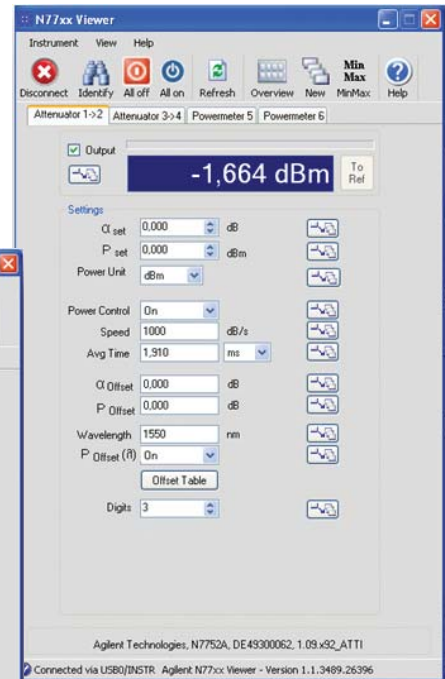 N77xx Viewer
Instrument View Help
Disconnect Identify All off All on Refresh Overview New MinMax Help
Min
Max
Attenuator 1->2 Attenuator 3->4 Powermeter 5 Powermeter 6
Output
-1,664 dBm
To
Ref
Settings
α set 0,000 dB
P set 0,000 dBm
Power Unit dBm
Power Control On
Speed 1000 dB/s
Avg Time 1,910 ms
α Offset 0,000 dB
P Offset 0,000 dB
Wavelength 1550 nm
P Offset (λ) On
Offset Table
Digits 3
Agilent Technologies, N7752A, DE49300062, 1.09.x92_ATTI
Connected via USB0/INSTR Agilent N77xx Viewer - Version 1.1.3489.26396